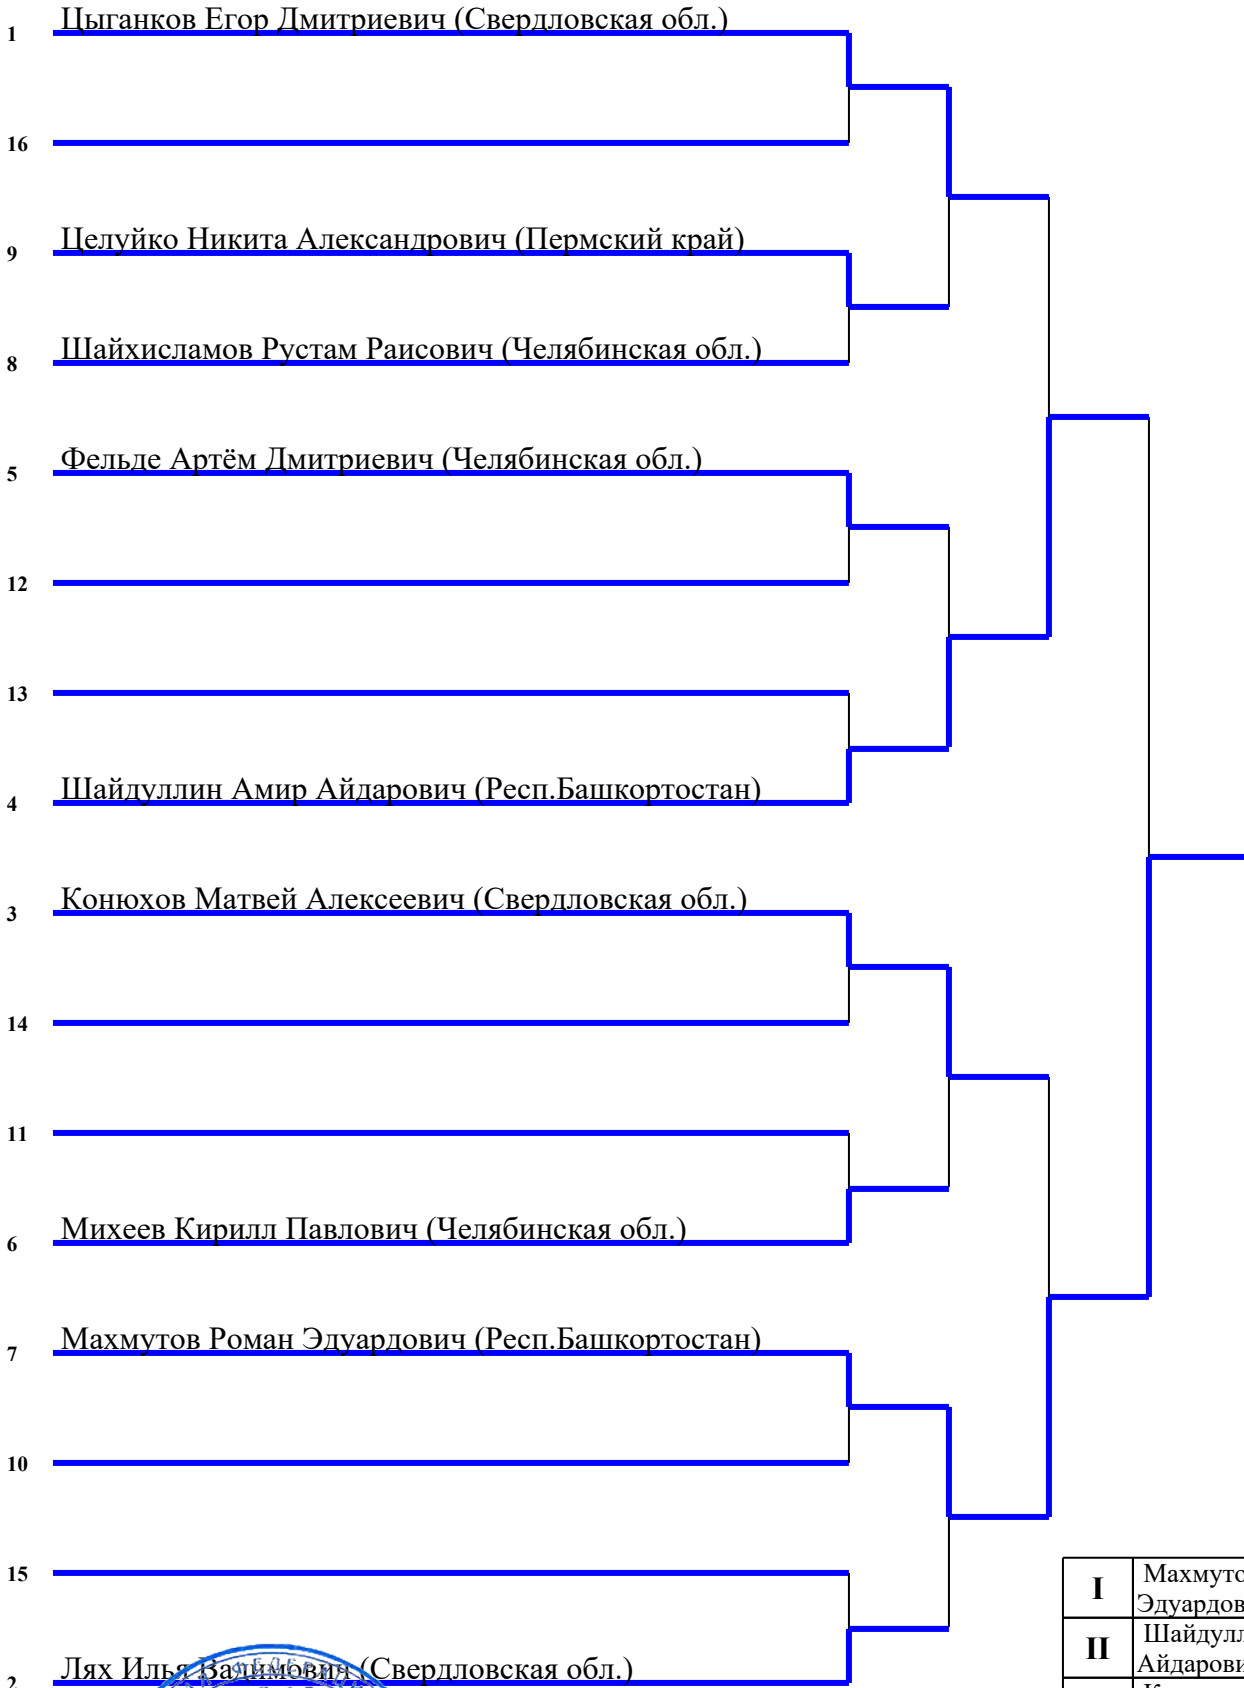 Цыганков Егор Дмитриевич (Свердловская обл.)
1
16
Целуйко Никита Александрович (Пермский край)
9
Шайхисламов Рустам Раисович (Челябинская обл.)
8
Фельде Артём Дмитриевич (Челябинская обл.)
5
12
13
Шайдуллин Амир Айдарович (Респ.Башкортостан)
4
Конюхов Матвей Алексеевич (Свердловская обл.)
3
14
11
Михеев Кирилл Павлович (Челябинская обл.)
6
Махмутов Роман Эдуардович (Респ.Башкортостан)
7
10
15
Лях Илья Вадимович (Свердловская обл.)
2
I
Махмуто
Эдуардов
II
Шайдулл
Айдарови